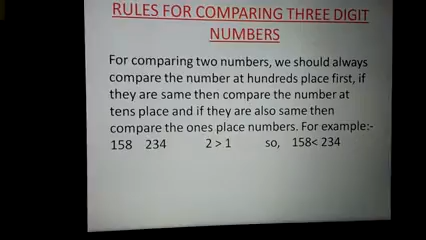 RULES FOR COMPARING THREE DIGIT
NUMBERS
For comparing two numbers, we should always
compare the number at hundreds place first, if
they are same then compare the number at
tens place and if they are also same then
compare the ones place numbers. For example:-
158 234 2 > 1 so, 158< 234